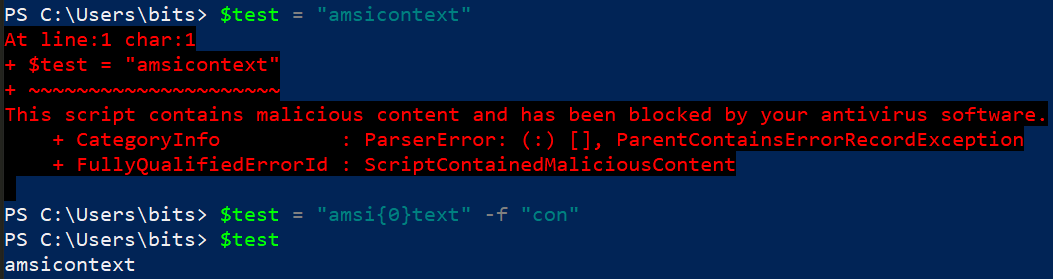 PS C:\Users\bits> $test = "amsicontext"
At line:1 char:1
+ $test = "amsicontext"
+ ~~~~~~~~~~~~~~~~~~~~~
This script contains malicious content and has been blocked by your antivirus software.
    + CategoryInfo          : ParserError: (:) [], ParentContainsErrorRecordException
    + FullyQualifiedErrorId : ScriptContainedMaliciousContent
PS C:\Users\bits> $test = "amsi{0}text" -f "con"
PS C:\Users\bits> $test
amsicontext